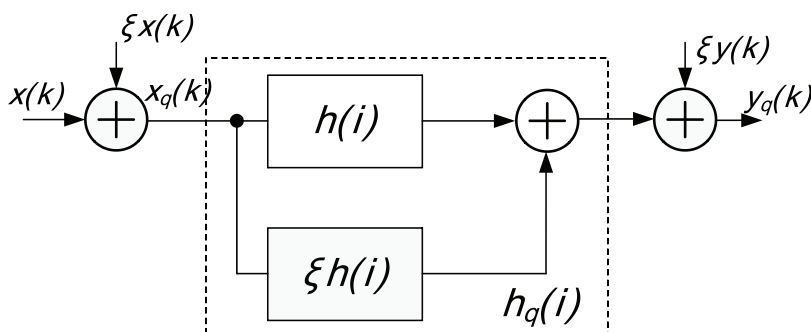 ξx(k)
ξy(k)
x(k)
xq(k)
yq(k)
h(i)
ξh(i)
hq(i)